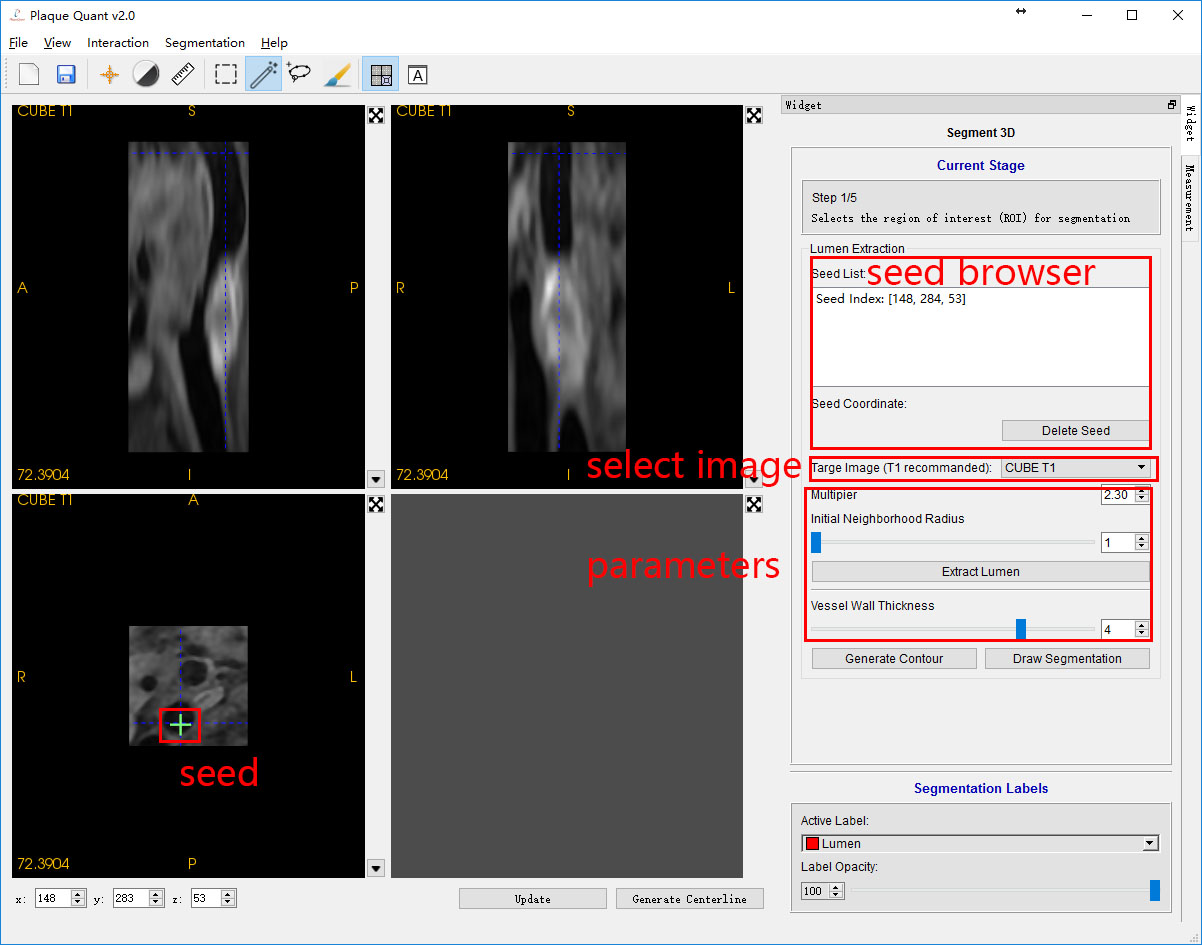 Plaque Quant v2.0
File View Interaction Segmentation Help
A
CUBE T1
S
A
P
72.3904
I
CUBE T1
S
R
L
72.3904
I
CUBE T1
A
R
L
72.3904
P
seed
select image
parameters
x: 148 y: 283 z: 53
Update
Generate Centerline
Widget
Segment 3D
Current Stage
Step 1/5
Selects the region of interest (ROI) for segmentation
Lumen Extraction
Seed List:
seed browser
Seed Index: [148, 284, 53]
Seed Coordinate:
Delete Seed
Targe Image (T1 recommanded): CUBE T1
Multipier 2.30
Initial Neighborhood Radius
1
Extract Lumen
Vessel Wall Thickness
4
Generate Contour
Draw Segmentation
Segmentation Labels
Active Label:
Lumen
Label Opacity:
100
Widget
Measurement